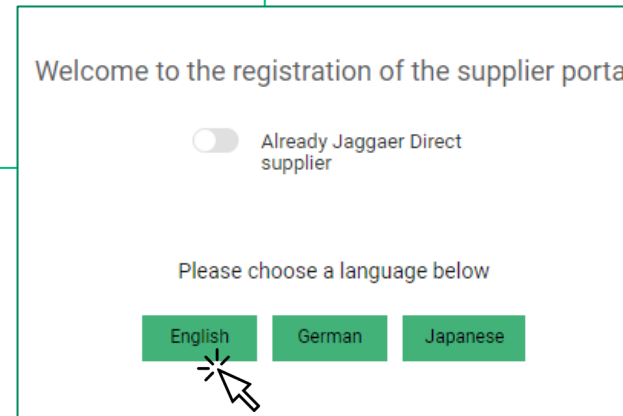 Welcome to the registration of the supplier porta
Already Jaggaer Direct
supplier
Please choose a language below
English German Japanese